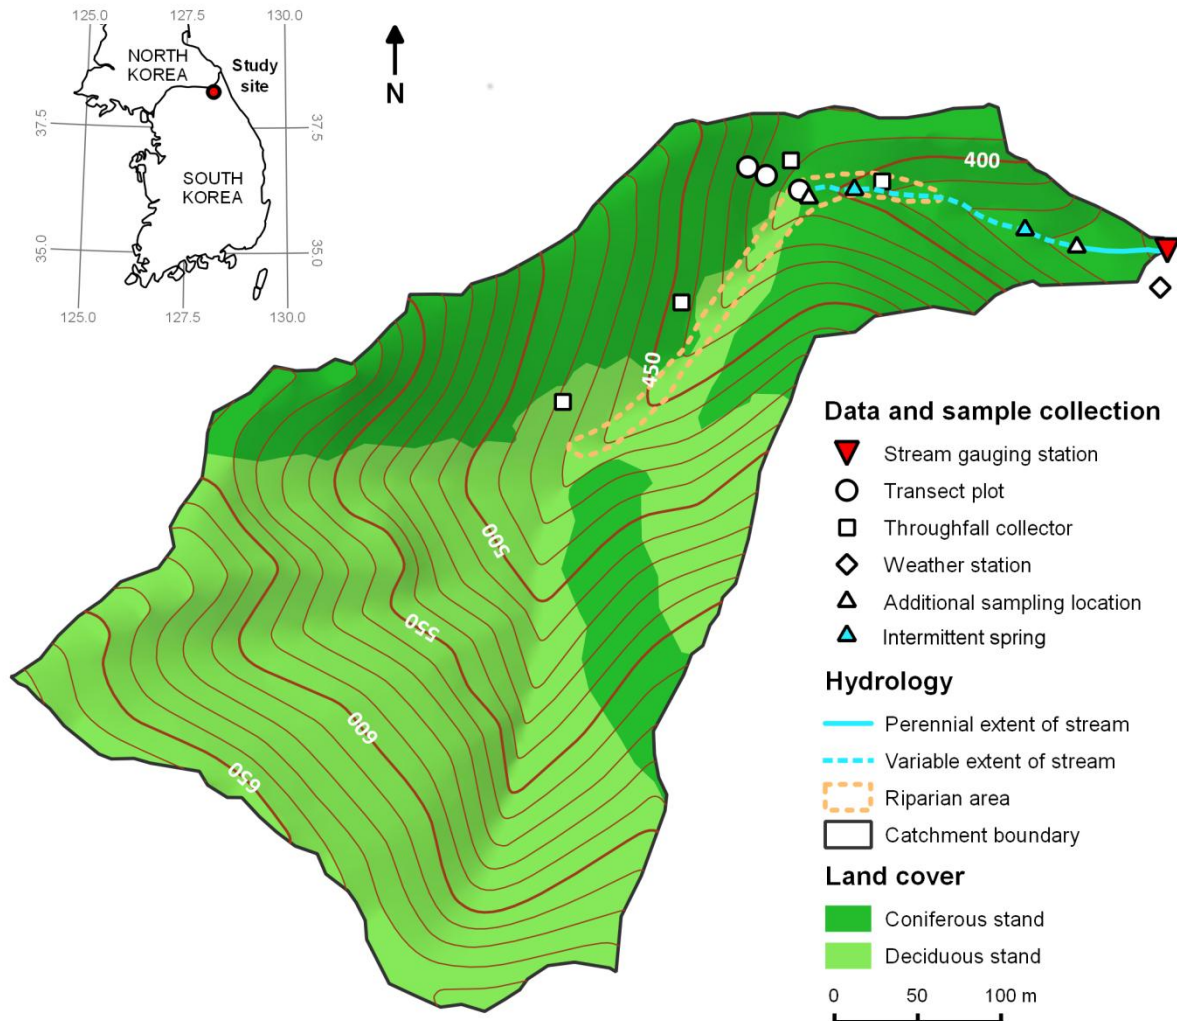 125.0
127.5
130.0
NORTH
KOREA
Study
site
N
37.5
37.5
SOUTH
KOREA
35.0
35.0
125.0
127.5
130.0
400
450
500
550
600
650
Data and sample collection
Stream gauging station
Transect plot
Throughfall collector
Weather station
Additional sampling location
Intermittent spring
Hydrology
Perennial extent of stream
Variable extent of stream
Riparian area
Catchment boundary
Land cover
Coniferous stand
Deciduous stand
0 50 100 m